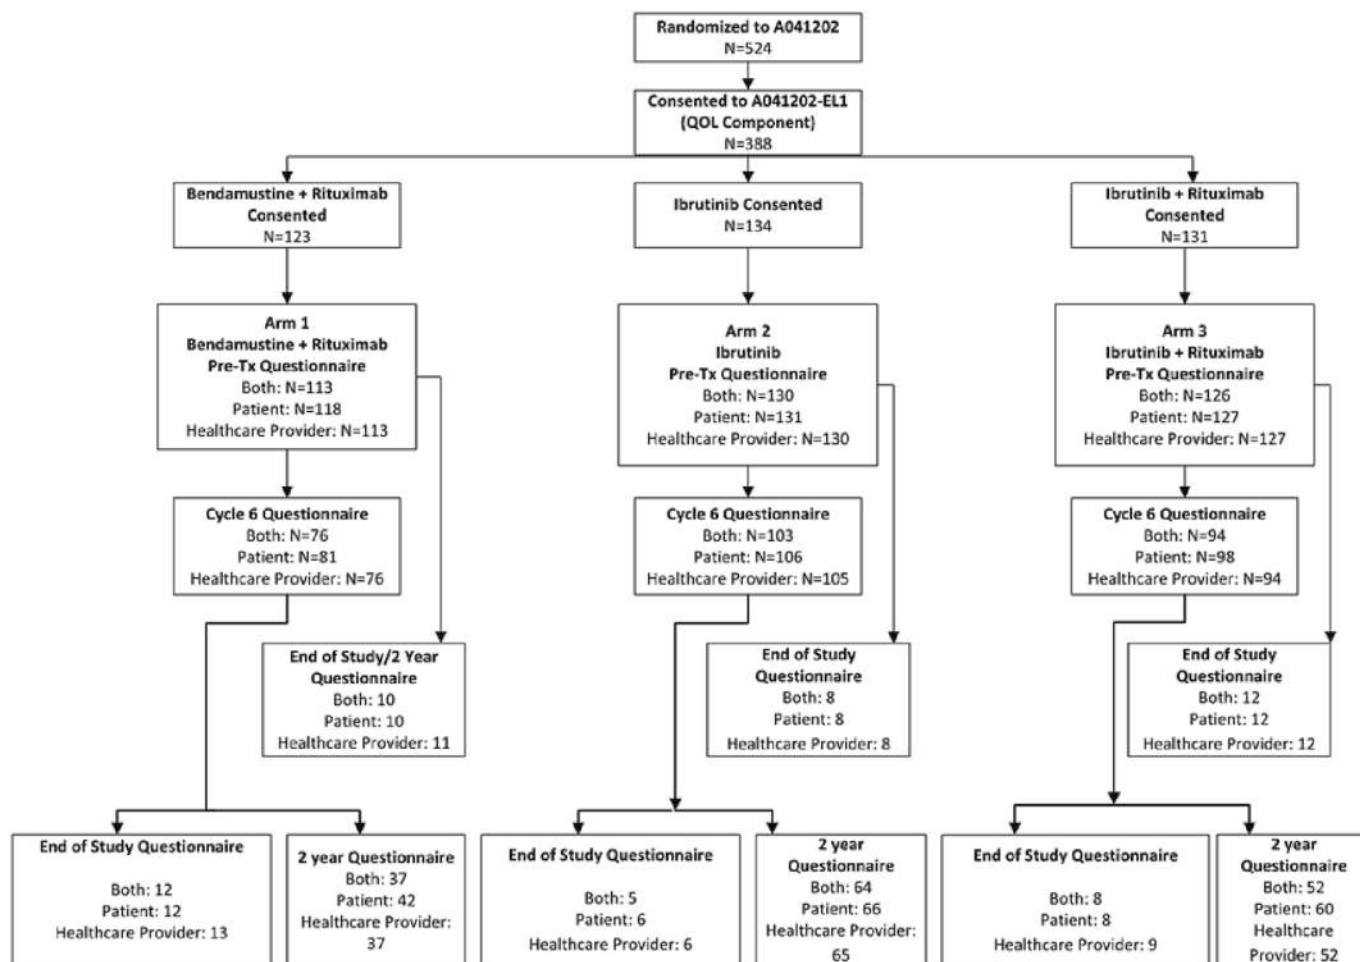 Randomized to A041202
N=524
Consented to A041202-EL1
(QOL Component)
N=388
Bendamustine + Rituximab
Consented
N=123
Ibrutinib Consented
N=134
Ibrutinib + Rituximab
Consented
N=131
Arm 1
Bendamustine + Rituximab
Pre-Tx Questionnaire
Both: N=113
Patient: N=118
Healthcare Provider: N=113
Arm 2
Ibrutinib
Pre-Tx Questionnaire
Both: N=130
Patient: N=131
Healthcare Provider: N=130
Arm 3
Ibrutinib + Rituximab
Pre-Tx Questionnaire
Both: N=126
Patient: N=127
Healthcare Provider: N=127
Cycle 6 Questionnaire
Both: N=76
Patient: N=81
Healthcare Provider: N=76
Cycle 6 Questionnaire
Both: N=103
Patient: N=106
Healthcare Provider: N=105
Cycle 6 Questionnaire
Both: N=94
Patient: N=98
Healthcare Provider: N=94
End of Study/2 Year
Questionnaire
Both: 10
Patient: 10
Healthcare Provider: 11
End of Study
Questionnaire
Both: 8
Patient: 8
Healthcare Provider: 8
End of Study
Questionnaire
Both: 12
Patient: 12
Healthcare Provider: 12
End of Study Questionnaire
Both: 12
Patient: 12
Healthcare Provider: 13
2 year Questionnaire
Both: 37
Patient: 42
Healthcare Provider:
37
End of Study Questionnaire
Both: 5
Patient: 6
Healthcare Provider: 6
2 year
Questionnaire
Both: 64
Patient: 66
Healthcare Provider:
65
End of Study Questionnaire
Both: 8
Patient: 8
Healthcare Provider: 9
2 year
Questionnaire
Both: 52
Patient: 60
Healthcare
Provider: 52